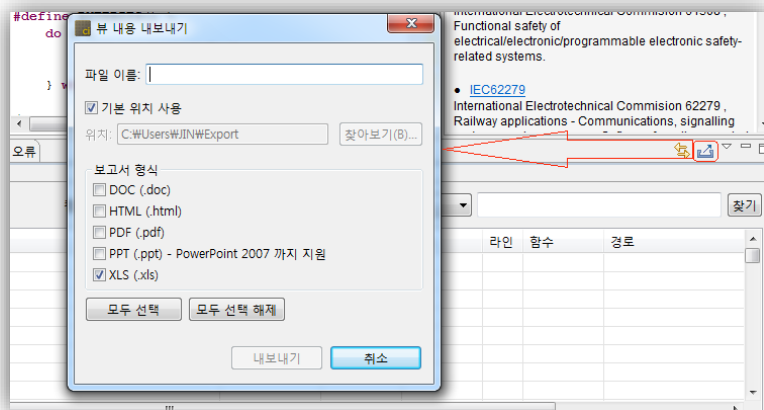 #define
do
} w
International Electrotechnical Commision 61508 ,
Functional safety of
electrical/electronic/programmable electronic safety-
related systems.
• IEC62279
International Electrotechnical Commision 62279 ,
Railway applications - Communications, signalling
뷰 내용 내보내기
파일 이름:
기본 위치 사용
위치: C:₩Users₩JIN₩Export 찾아보기(B)...
보고서 형식
DOC (.doc)
HTML (.html)
PDF (.pdf)
PPT (.ppt) - PowerPoint 2007 까지 지원
XLS (.xls)
모두 선택 모두 선택 해제
내보내기 취소
오류
찾기
라인 함수 경로